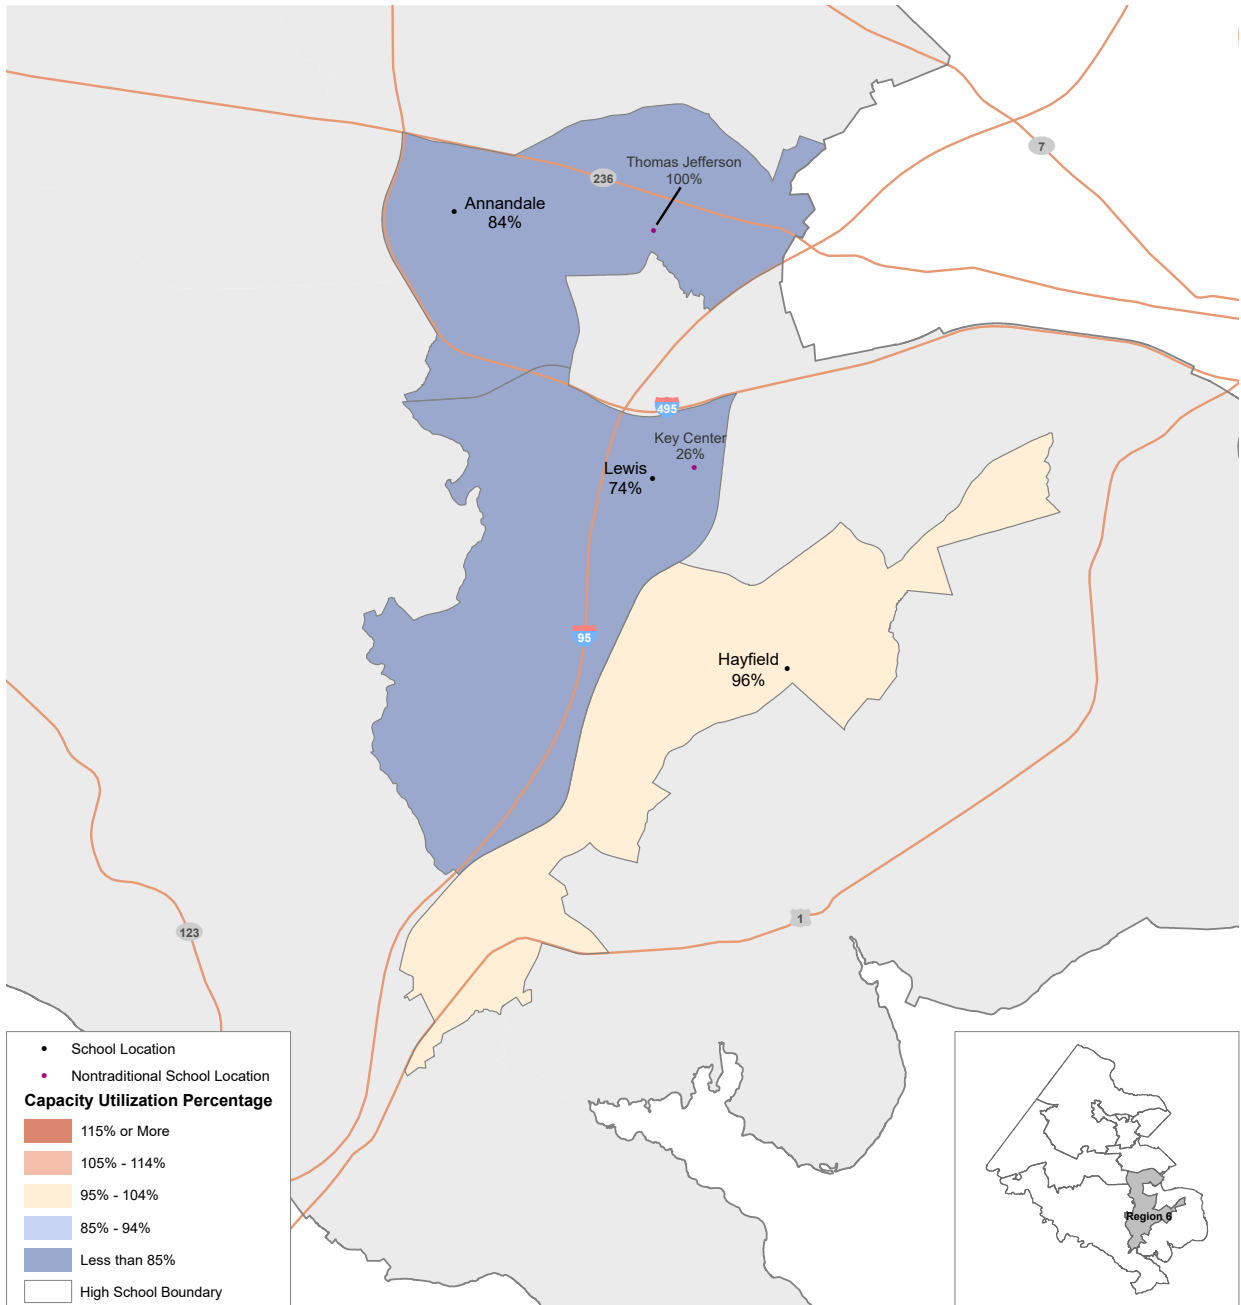 7
Thomas Jefferson
100%
236
Annandale
84%
495
Key Center
26%
Lewis
74%
95
Hayfield
96%
1
123
School Location
Nontraditional School Location
Capacity Utilization Percentage
115% or More
105% - 114%
95% - 104%
85% - 94%
Less than 85%
High School Boundary
Region 6